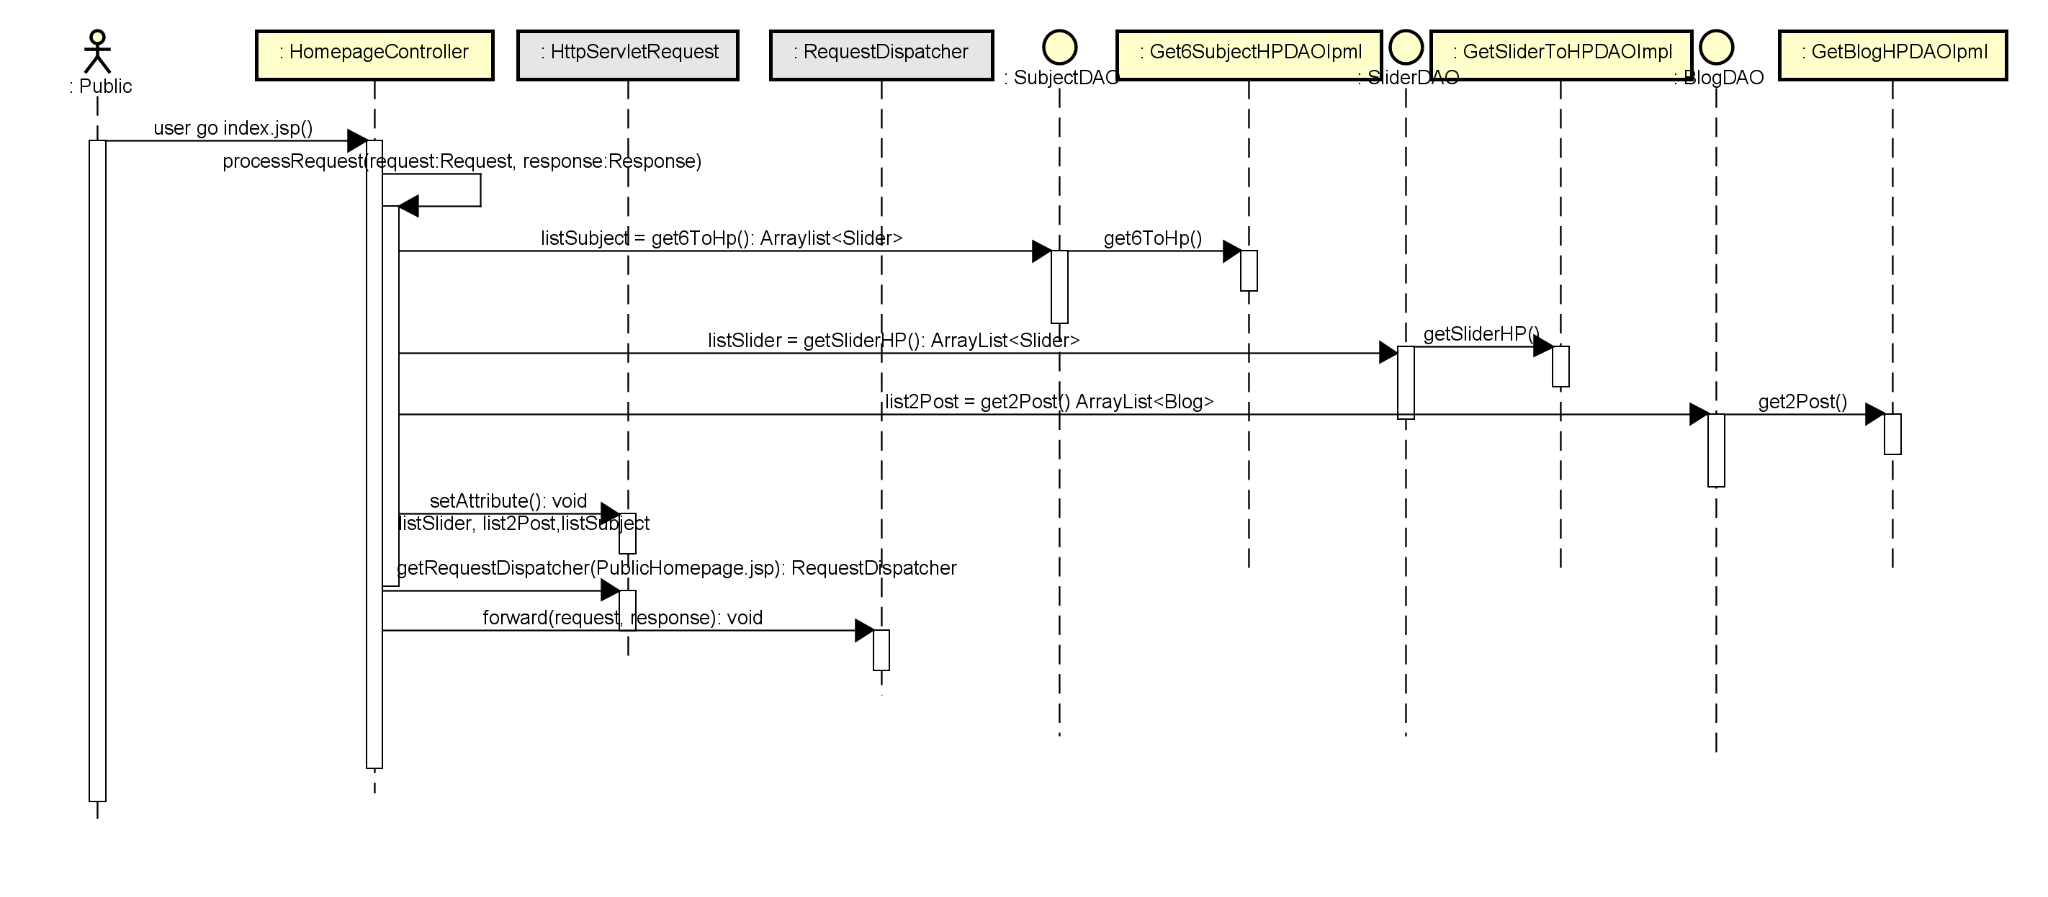 : Public
: HomepageController
: HttpServletRequest
: RequestDispatcher
: SubjectDAO
: Get6SubjectHPDAOIpml
: SliderDAO
: GetSliderToHPDAOImpl
: BlogDAO
: GetBlogHPDAOIpml
user go index.jsp()
processRequest(request:Request, response:Response)
listSubject = get6ToHp(): Arraylist<Slider>
get6ToHp()
listSlider = getSliderHP(): ArrayList<Slider>
getSliderHP()
list2Post = get2Post() ArrayList<Blog>
get2Post()
setAttribute(): void
listSlider, list2Post,listSubject
getRequestDispatcher(PublicHomepage.jsp): RequestDispatcher
forward(request, response): void